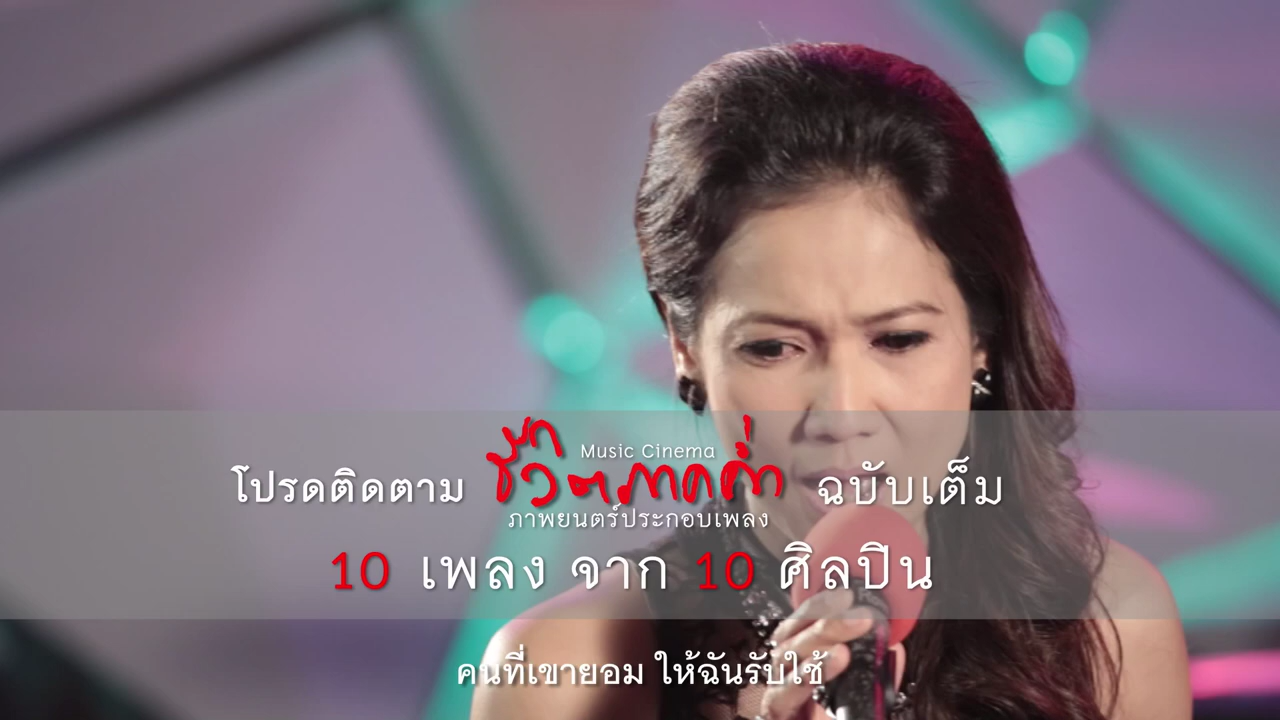 Music Cinema
โปรดติดตาม ชีวิตภาคค่ำ ฉบับเต็ม
ภาพยนตร์ประกอบเพลง
10 เพลง จาก 10 ศิลปิน
คนที่เขายอม ให้ฉันรับใช้